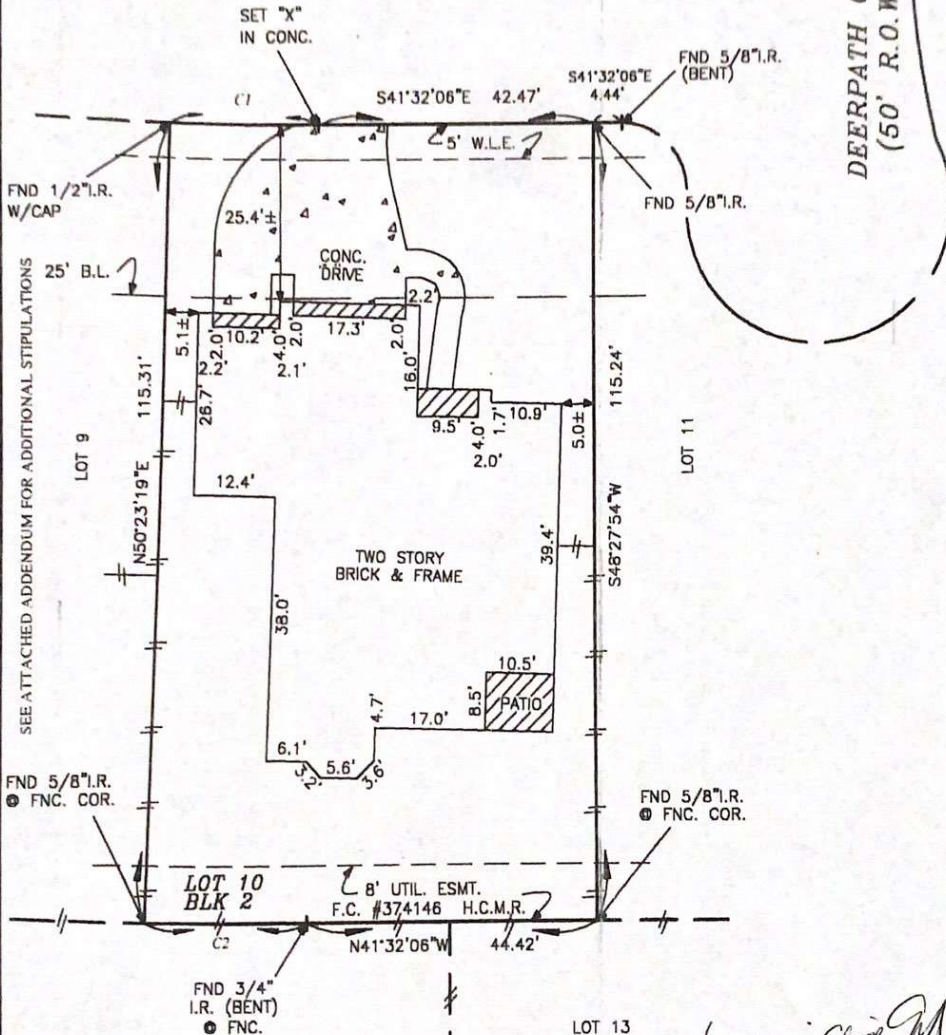 SET "X"
IN CONC.
FND 5/8"I.R.
(BENT)
DEERPATH
(50' R.O.W
C1
S41°32'06"E 42.47'
S41°32'06"E
4.44'
5' W.L.E.
FND 1/2"I.R.
W/CAP
FND 5/8"I.R.
25.4'±
CONC.
DRIVE
25' B.L.
SEE ATTACHED ADDENDUM FOR ADDITIONAL STIPULATIONS
2.2'
5.1±
2.0'
10.2'
4.0'
2.0'
17.3'
2.0'
2.2'
2.1'
16.0'
115.31'
26.7'
115.24'
9.5'
4.0'
1.7'
10.9'
5.0±
2.0'
LOT 9
LOT 11
N50°23'19"E
12.4'
S48°27'54"W
TWO STORY
BRICK & FRAME
39.4'
38.0'
10.5'
8.5'
PATIO
4.7'
17.0'
6.1'
3.2'
5.6'
3.6'
FND 5/8"I.R.
@ FNC. COR.
FND 5/8"I.R.
@ FNC. COR.
LOT 10
BLK 2
8' UTIL. ESMT.
F.C. #374146 H.C.M.R.
C2
N41°32'06"W 44.42'
FND 3/4"
I.R. (BENT)
@ FNC.
LOT 13